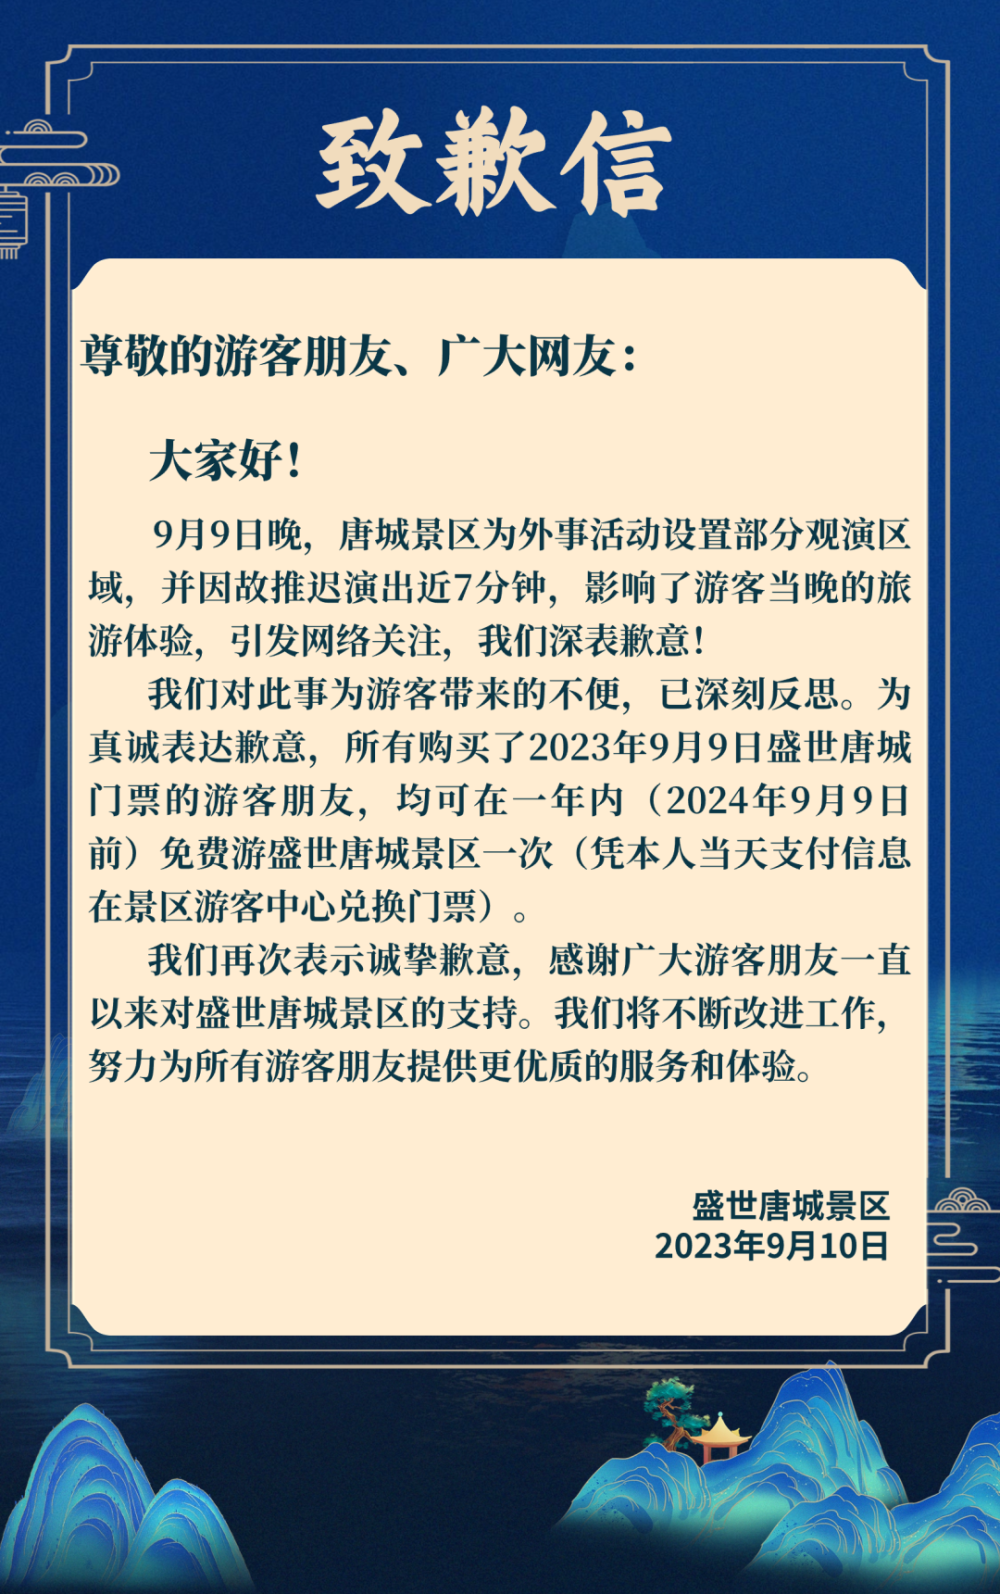 致歉信
尊敬的游客朋友、广大网友：
大家好！
9月9日晚，唐城景区为外事活动设置部分观演区
域，并因故推迟演出近7分钟，影响了游客当晚的旅
游体验，引发网络关注，我们深表歉意！
我们对此事为游客带来的不便，已深刻反思。为
真诚表达歉意，所有购买了2023年9月9日盛世唐城
门票的游客朋友，均可在一年内（2024年9月9日
前）免费游盛世唐城景区一次（凭本人当天支付信息
在景区游客中心兑换门票）。
我们再次表示诚挚歉意，感谢广大游客朋友一直
以来对盛世唐城景区的支持。我们将不断改进工作，
努力为所有游客朋友提供更优质的服务和体验。
盛世唐城景区
2023年9月10日